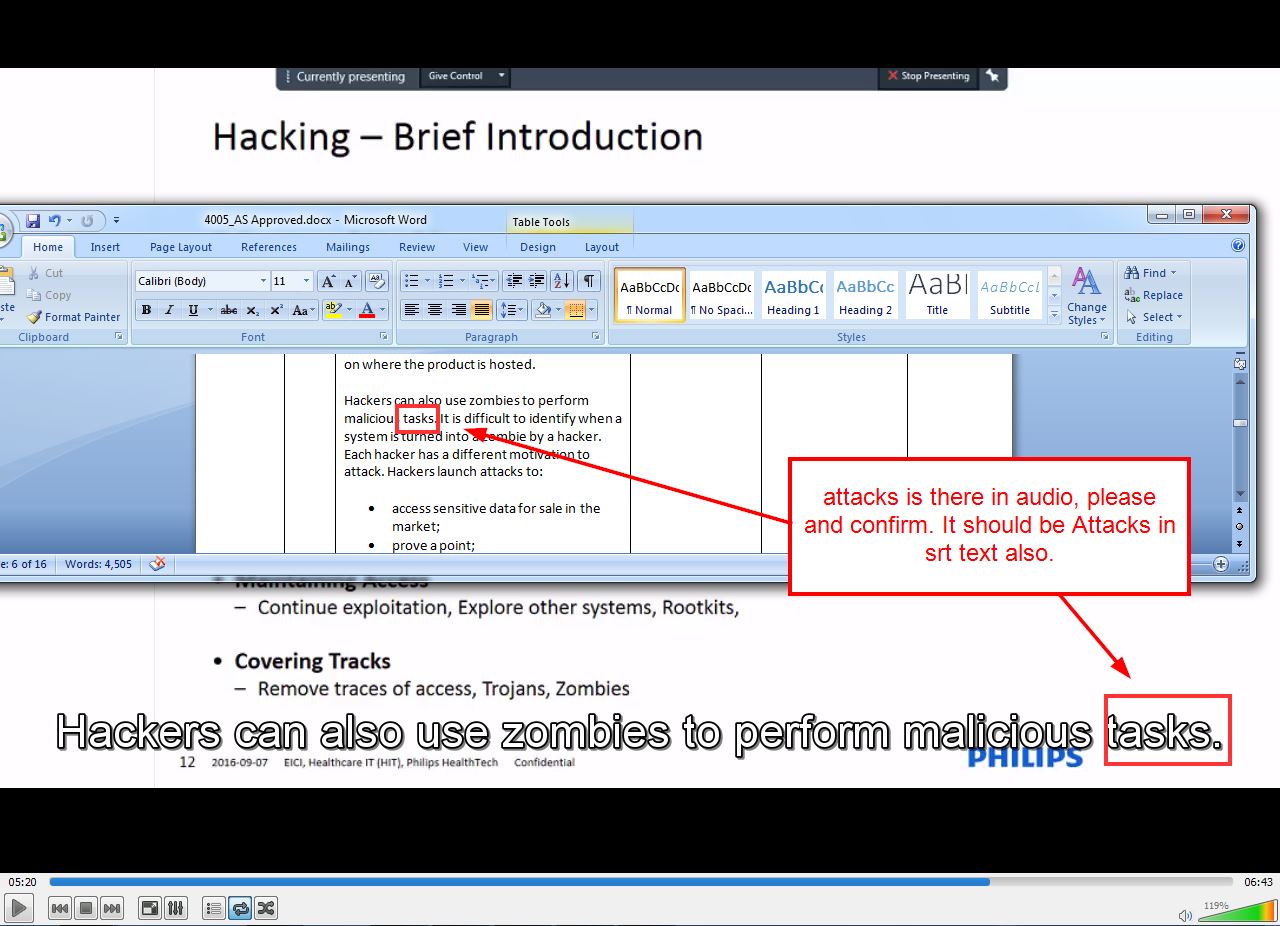 Currently presenting
Give Control
Stop Presenting
Hacking – Brief Introduction
4005_AS Approved.docx - Microsoft Word
Table Tools
Home Insert Page Layout References Mailings Review View Design Layout
Cut
Copy
Format Painter
Clipboard
Calibri (Body) 11
B I U abc x₂ x² Aa
Font
Paragraph
AaBbCcDc AaBbCcDc AaBbCc AaBbCc AaBl AaBbCcL
¶ Normal ¶ No Spaci... Heading 1 Heading 2 Title Subtitle
Change
Styles
Styles
Find
Replace
Select
Editing
on where the product is hosted.
Hackers can also use zombies to perform
malicious tasks. It is difficult to identify when a
system is turned into a zombie by a hacker.
Each hacker has a different motivation to
attack. Hackers launch attacks to:
• access sensitive data for sale in the
market;
• prove a point;
attacks is there in audio, please
and confirm. It should be Attacks in
srt text also.
e: 6 of 16 Words: 4,505
• Maintaining Access
– Continue exploitation, Explore other systems, Rootkits,
• Covering Tracks
– Remove traces of access, Trojans, Zombies
Hackers can also use zombies to perform malicious tasks.
12 2016-09-07 EICI, Healthcare IT (HIT), Philips HealthTech Confidential
PHILIPS
05:20
06:43
119%